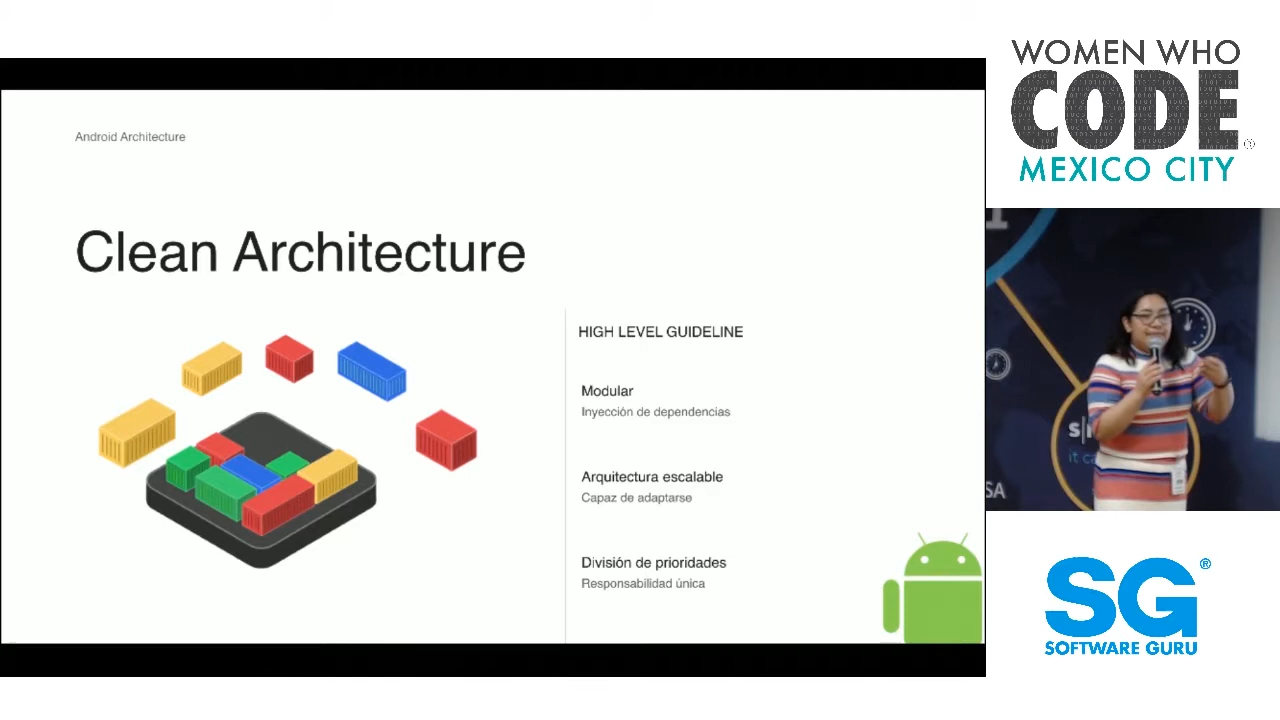 Android Architecture
Clean Architecture
HIGH LEVEL GUIDELINE
Modular
Inyección de dependencias
Arquitectura escalable
Capaz de adaptarse
División de prioridades
Responsabilidad única
WOMEN WHO
CODE
MEXICO CITY
SG
SOFTWARE GURU